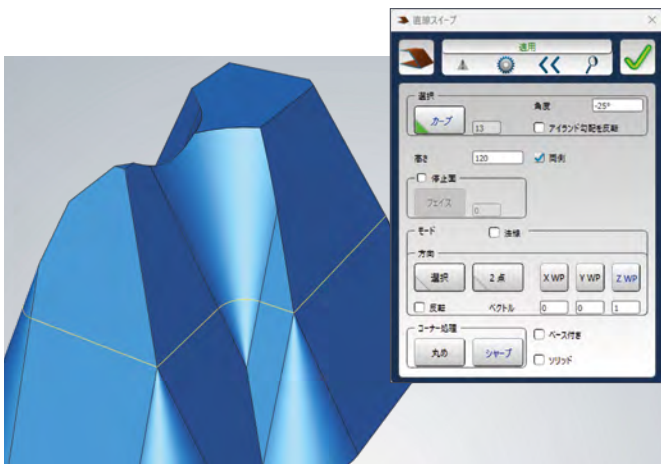 直線スイープ
適用
選択
角度 -25°
カーブ 13 アイランド勾配を反転
高さ 120 両側
停止面
フェイス 0
モード 法線
方向
選択 2 点 X WP Y WP Z WP
反転 ベクトル 0 0 1
コーナー処理 ベース付き
丸め シャープ ソリッド